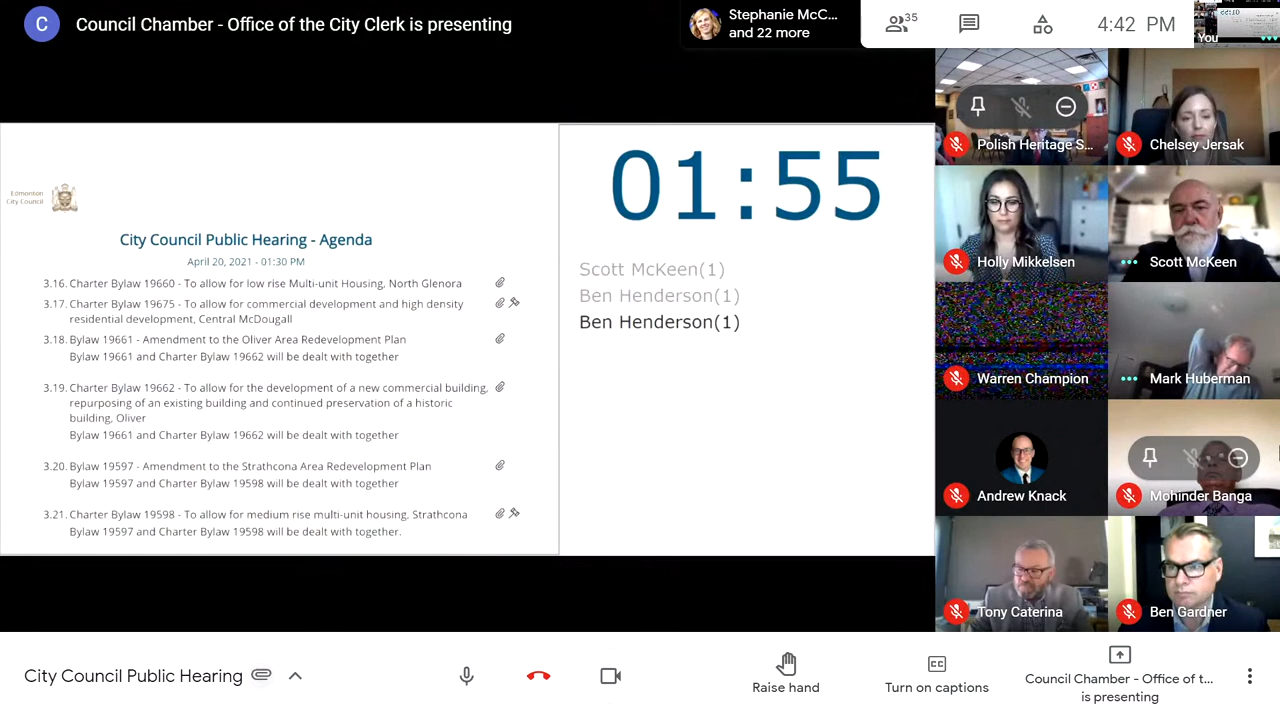 C
Council Chamber - Office of the City Clerk is presenting
Stephanie McC...
and 22 more
35
4:42 PM
You
Edmonton
City Council
City Council Public Hearing - Agenda
April 20, 2021 - 01:30 PM
3.16. Charter Bylaw 19660 - To allow for low rise Multi-unit Housing, North Glenora
3.17. Charter Bylaw 19675 - To allow for commercial development and high density
residential development, Central McDougall
3.18. Bylaw 19661 - Amendment to the Oliver Area Redevelopment Plan
Bylaw 19661 and Charter Bylaw 19662 will be dealt with together
3.19. Charter Bylaw 19662 - To allow for the development of a new commercial building,
repurposing of an existing building and continued preservation of a historic
building, Oliver
Bylaw 19661 and Charter Bylaw 19662 will be dealt with together
3.20. Bylaw 19597 - Amendment to the Strathcona Area Redevelopment Plan
Bylaw 19597 and Charter Bylaw 19598 will be dealt with together
3.21. Charter Bylaw 19598 - To allow for medium rise multi-unit housing, Strathcona
Bylaw 19597 and Charter Bylaw 19598 will be dealt with together.
01:55
Scott McKeen(1)
Ben Henderson(1)
Ben Henderson(1)
Polish Heritage S...
Chelsey Jersak
Holly Mikkelsen
Scott McKeen
Warren Champion
Mark Huberman
Andrew Knack
Mohinder Banga
Tony Caterina
Ben Gardner
City Council Public Hearing
Raise hand
CC
Turn on captions
Council Chamber - Office of t...
is presenting